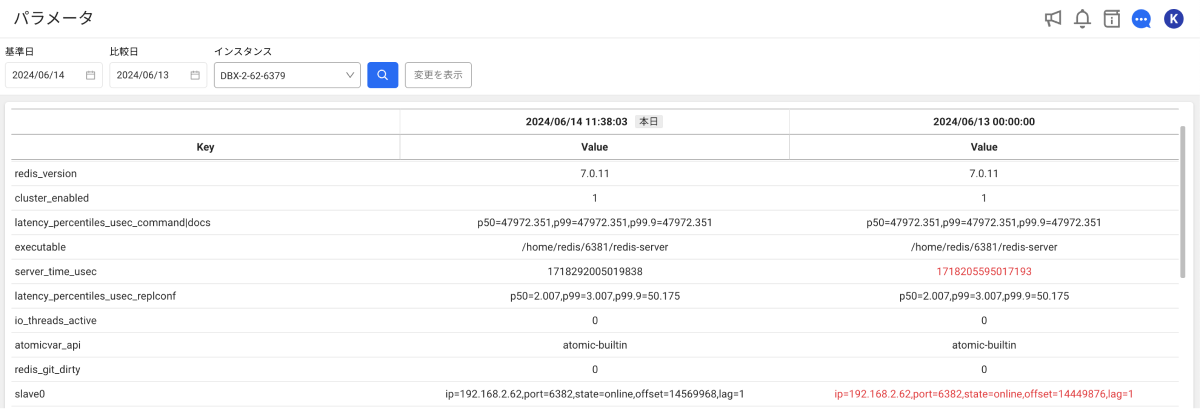 パラメータ
K
基準日 比較日 インスタンス
2024/06/14 2024/06/13 DBX-2-62-6379 変更を表示
2024/06/14 11:38:03 本日 2024/06/13 00:00:00
Key Value Value
redis_version 7.0.11 7.0.11
cluster_enabled 1 1
latency_percentiles_usec_command|docs p50=47972.351,p99=47972.351,p99.9=47972.351 p50=47972.351,p99=47972.351,p99.9=47972.351
executable /home/redis/6381/redis-server /home/redis/6381/redis-server
server_time_usec 1718292005019838 1718205595017193
latency_percentiles_usec_replconf p50=2.007,p99=3.007,p99.9=50.175 p50=2.007,p99=3.007,p99.9=50.175
io_threads_active 0 0
atomicvar_api atomic-builtin atomic-builtin
redis_git_dirty 0 0
slave0 ip=192.168.2.62,port=6382,state=online,offset=14569968,lag=1 ip=192.168.2.62,port=6382,state=online,offset=14449876,lag=1